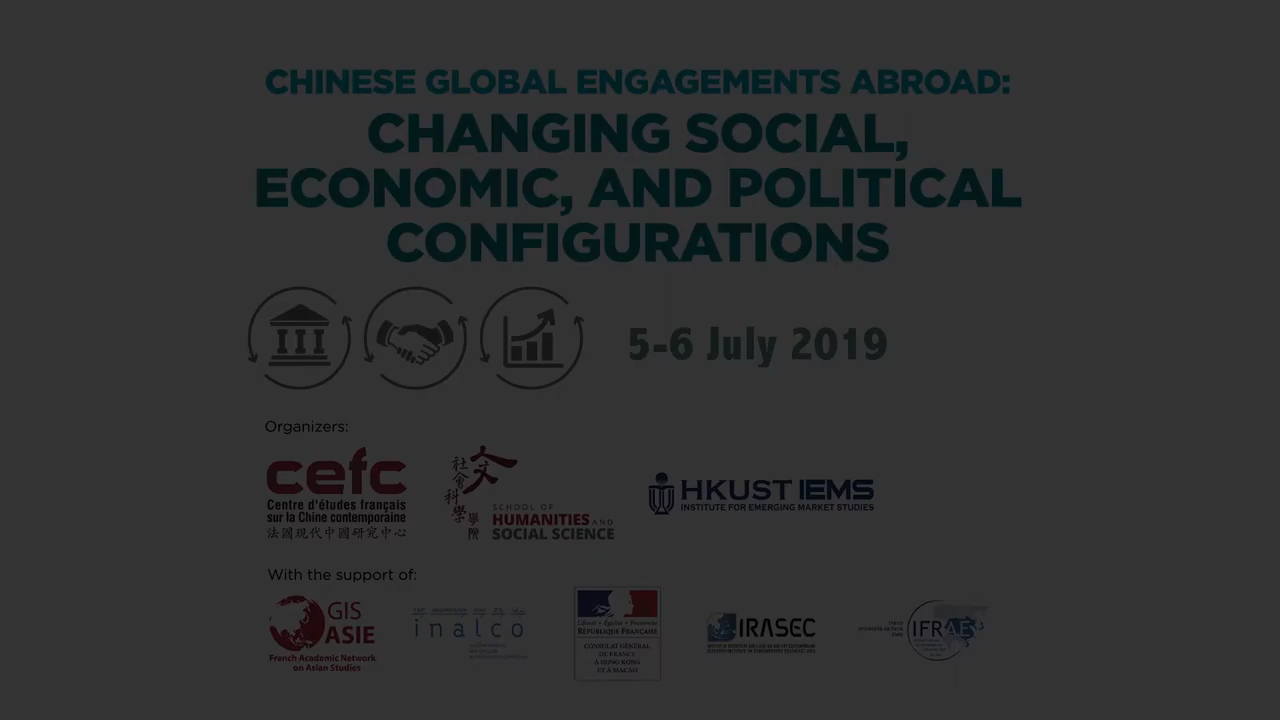 CHINESE GLOBAL ENGAGEMENTS ABROAD:
CHANGING SOCIAL,
ECONOMIC, AND POLITICAL
CONFIGURATIONS
5-6 July 2019
Organizers:
cefc
Centre d'études français
sur la Chine contemporaine
法國現代中國研究中心
人文
社會科學
學院
SCHOOL OF
HUMANITIES AND
SOCIAL SCIENCE
HKUST IEMS
INSTITUTE FOR EMERGING MARKET STUDIES
With the support of:
GIS
ASIE
French Academic Network
on Asian Studies
inalco
Liberté • Égalité • Fraternité
RÉPUBLIQUE FRANÇAISE
CONSULAT GÉNÉRAL
DE FRANCE
À HONG KONG
ET À MACAO
IRASEC
IFRAE